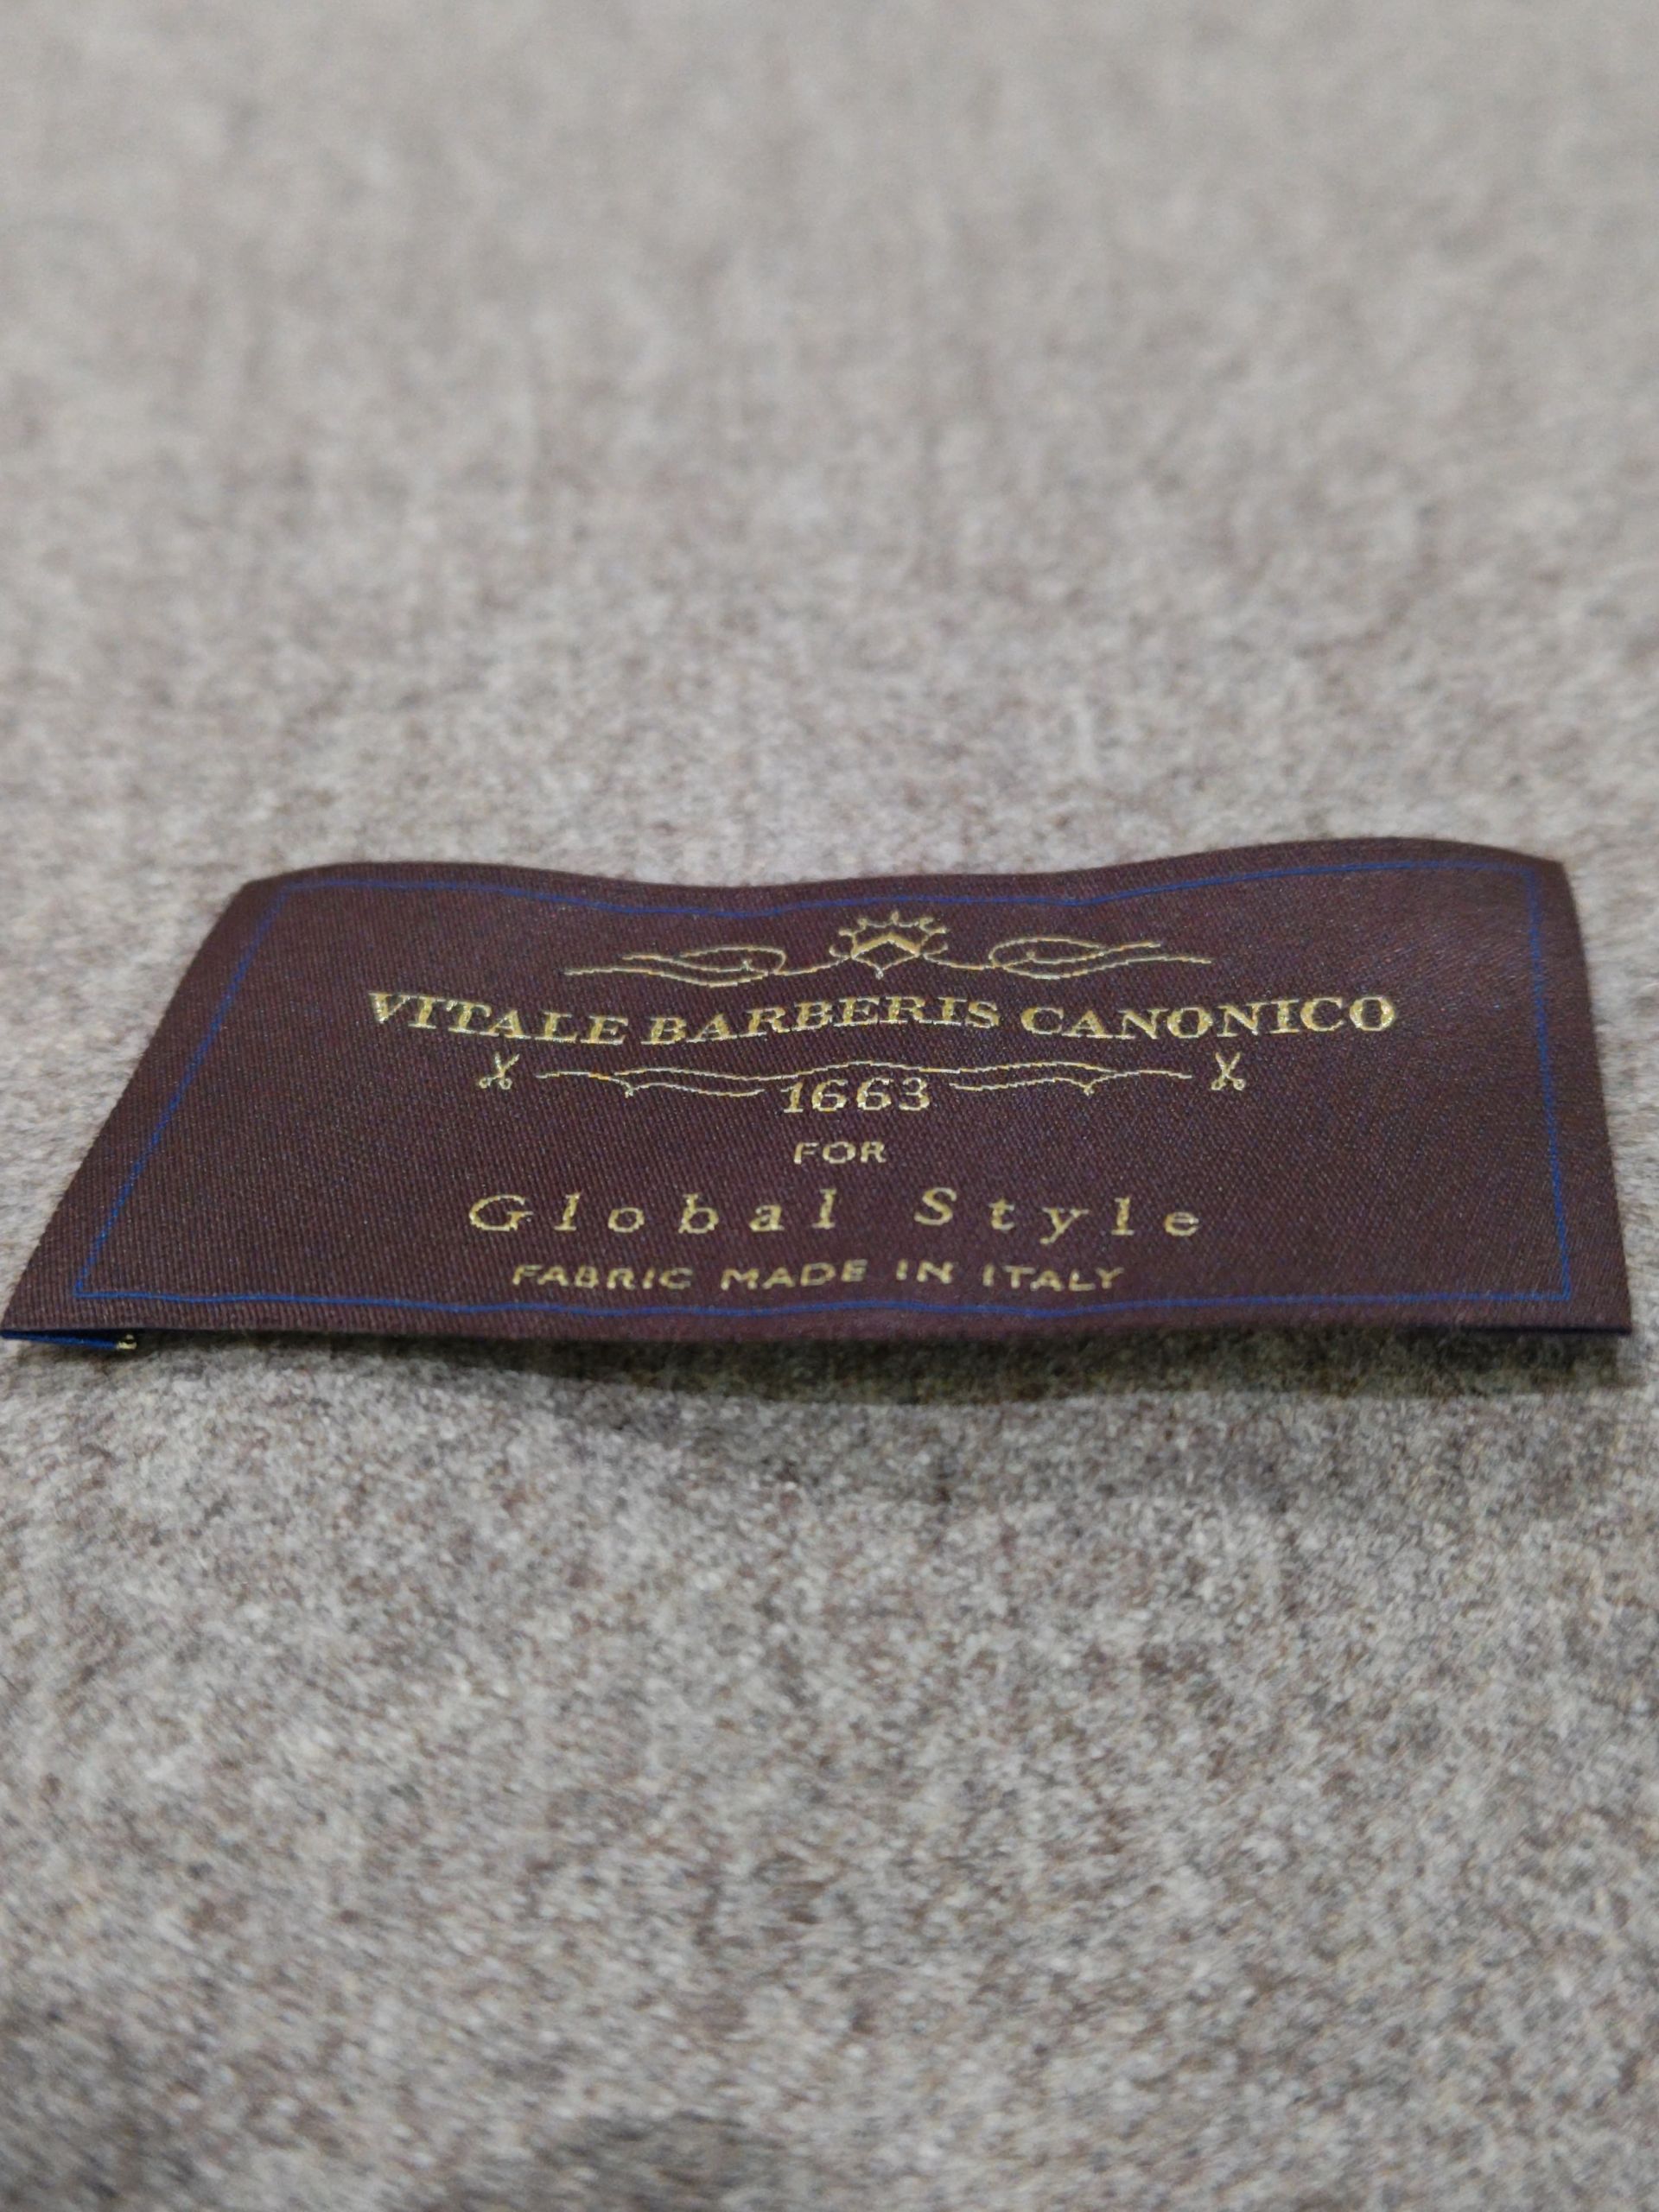 VITALE BARBERIS CANONICO
1663
FOR
Global Style
FABRIC MADE IN ITALY